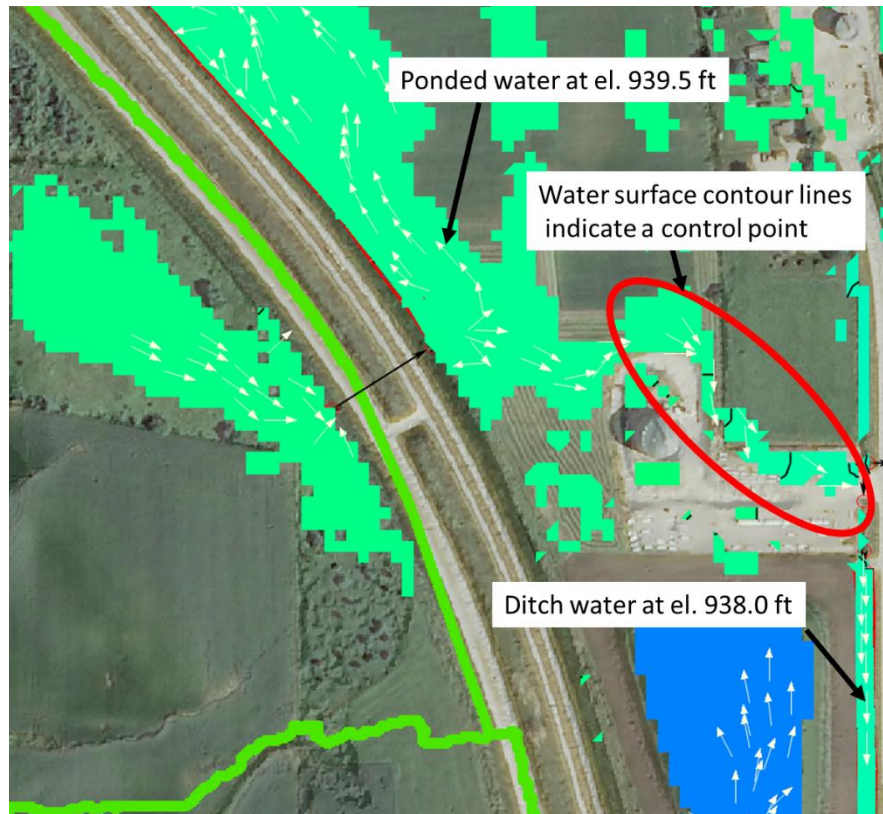 Ponded water at el. 939.5 ft
Water surface contour lines
indicate a control point
Ditch water at el. 938.0 ft